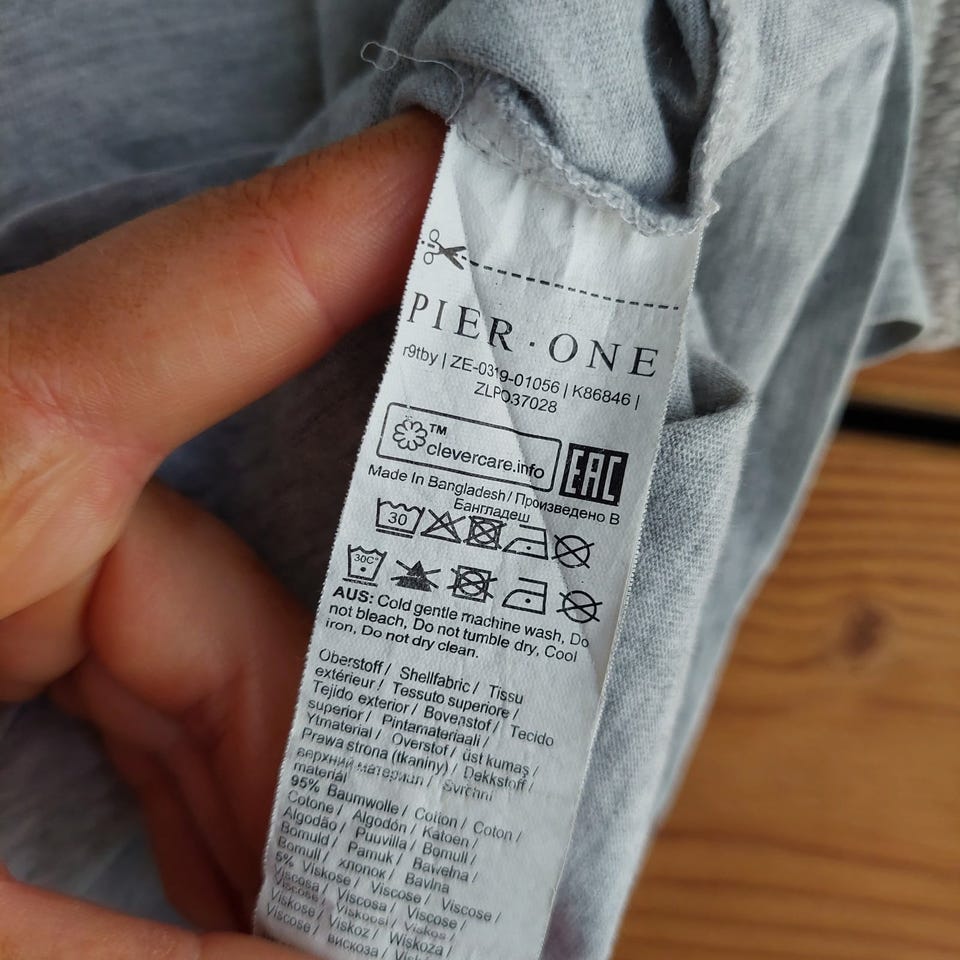 PIER · ONE
r9tby | ZE-0319-01056 | K86846 |
ZLPO37028
TM
clevercare.info
EAC
Made In Bangladesh / Произведено В
Бангладеш
30
30C°
AUS: Cold gentle machine wash, Do
not bleach, Do not tumble dry, Cool
iron, Do not dry clean.
Oberstoff / Shellfabric / Tissu
extérieur / Tessuto superiore /
Tejido exterior / Bovenstof / Tecido
superior / Pintamateriaali /
Ytmaterial / Overstof / üst kumaş /
Prawa strona (tkaniny) / Dekkstoff /
верхний материал / Svrchní
materiál
95% Baumwolle / Cotton / Coton /
Cotone / Algodón / Katoen /
Algodão / Puuvilla / Bomull /
Bomuld / Pamuk / Bawełna /
Bomull / хлопок / Bavlna
5% Viskose / Viscose / Viscose /
Viscosa / Viscosa / Viscose /
Viscose / Viskoosi / Viskos /
Viskose / Viskoz / Wiskoza /
Viscose / вискоза /